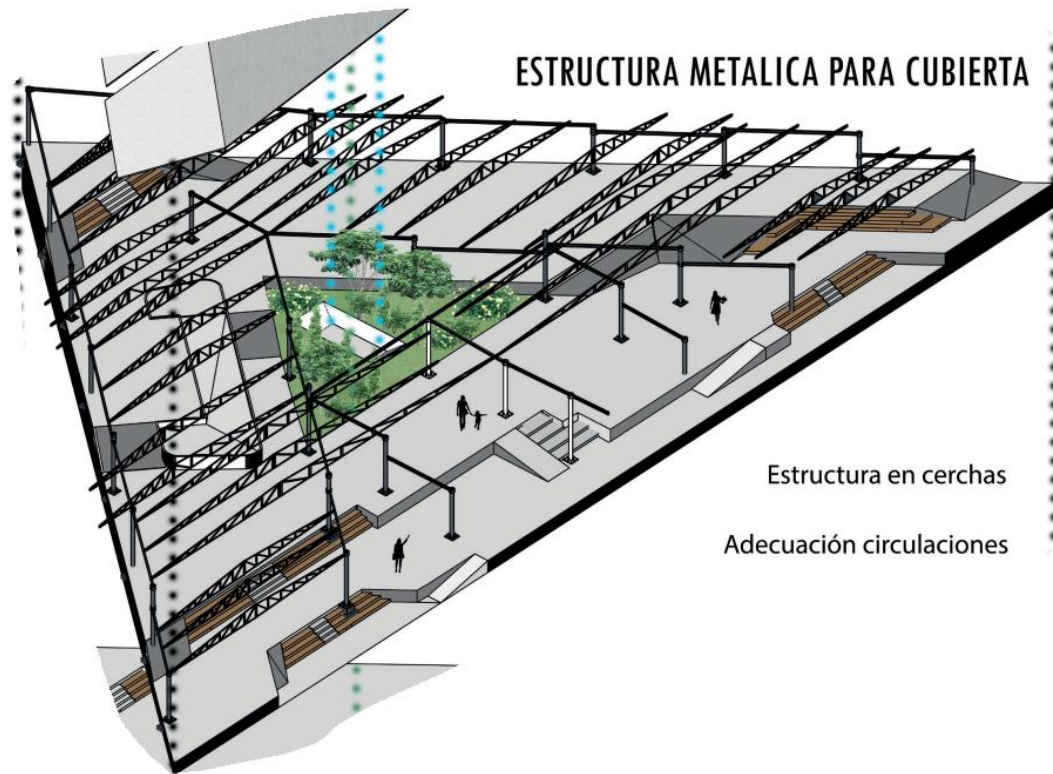 ESTRUCTURA METALICA PARA CUBIERTA
Estructura en cerchas
Adecuación circulaciones